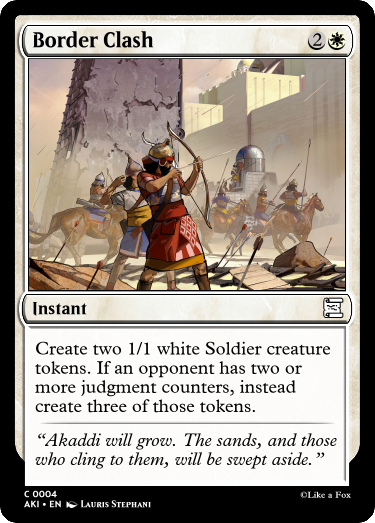 Border Clash 2
Instant
Create two 1/1 white Soldier creature
tokens. If an opponent has two or
more judgment counters, instead
create three of those tokens.
“Akaddi will grow. The sands, and those
who cling to them, will be swept aside.”
C 0004
AKI • EN Lauris Stephani
©Like a Fox